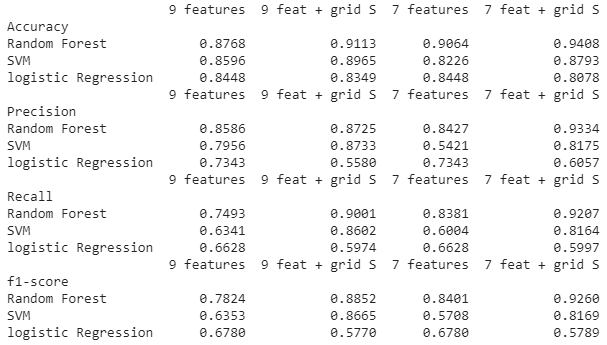 9 features 9 feat + grid S 7 features 7 feat + grid S
Accuracy
Random Forest 0.8768 0.9113 0.9064 0.9408
SVM 0.8596 0.8965 0.8226 0.8793
logistic Regression 0.8448 0.8349 0.8448 0.8078
9 features 9 feat + grid S 7 features 7 feat + grid S
Precision
Random Forest 0.8586 0.8725 0.8427 0.9334
SVM 0.7956 0.8733 0.5421 0.8175
logistic Regression 0.7343 0.5580 0.7343 0.6057
9 features 9 feat + grid S 7 features 7 feat + grid S
Recall
Random Forest 0.7493 0.9001 0.8381 0.9207
SVM 0.6341 0.8602 0.6004 0.8164
logistic Regression 0.6628 0.5974 0.6628 0.5997
9 features 9 feat + grid S 7 features 7 feat + grid S
f1-score
Random Forest 0.7824 0.8852 0.8401 0.9260
SVM 0.6353 0.8665 0.5708 0.8169
logistic Regression 0.6780 0.5770 0.6780 0.5789